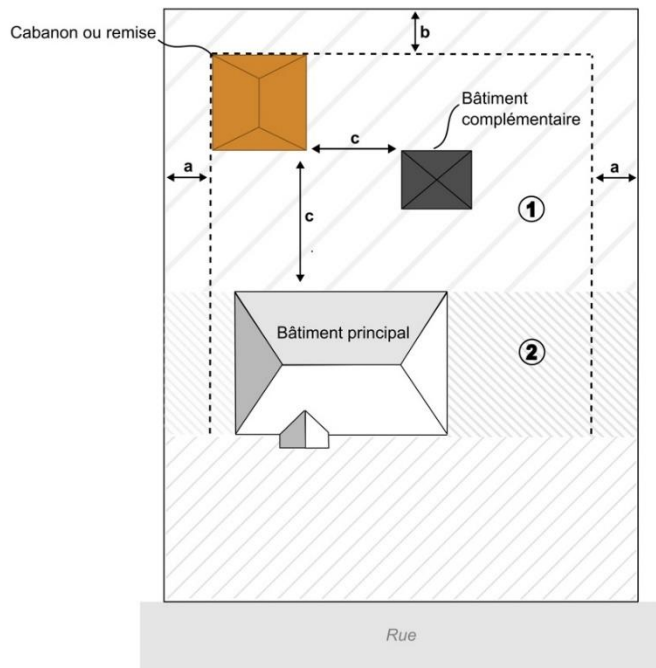 b
Cabanon ou remise
Bâtiment
complémentaire
c
a
a
c
1
Bâtiment principal
2
Rue